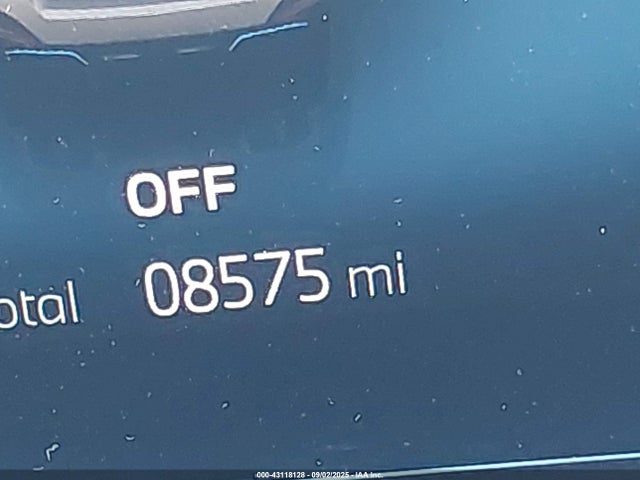 OFF
otal 08575 mi
000-43118128 - 09/02/2025 - IAA Inc.